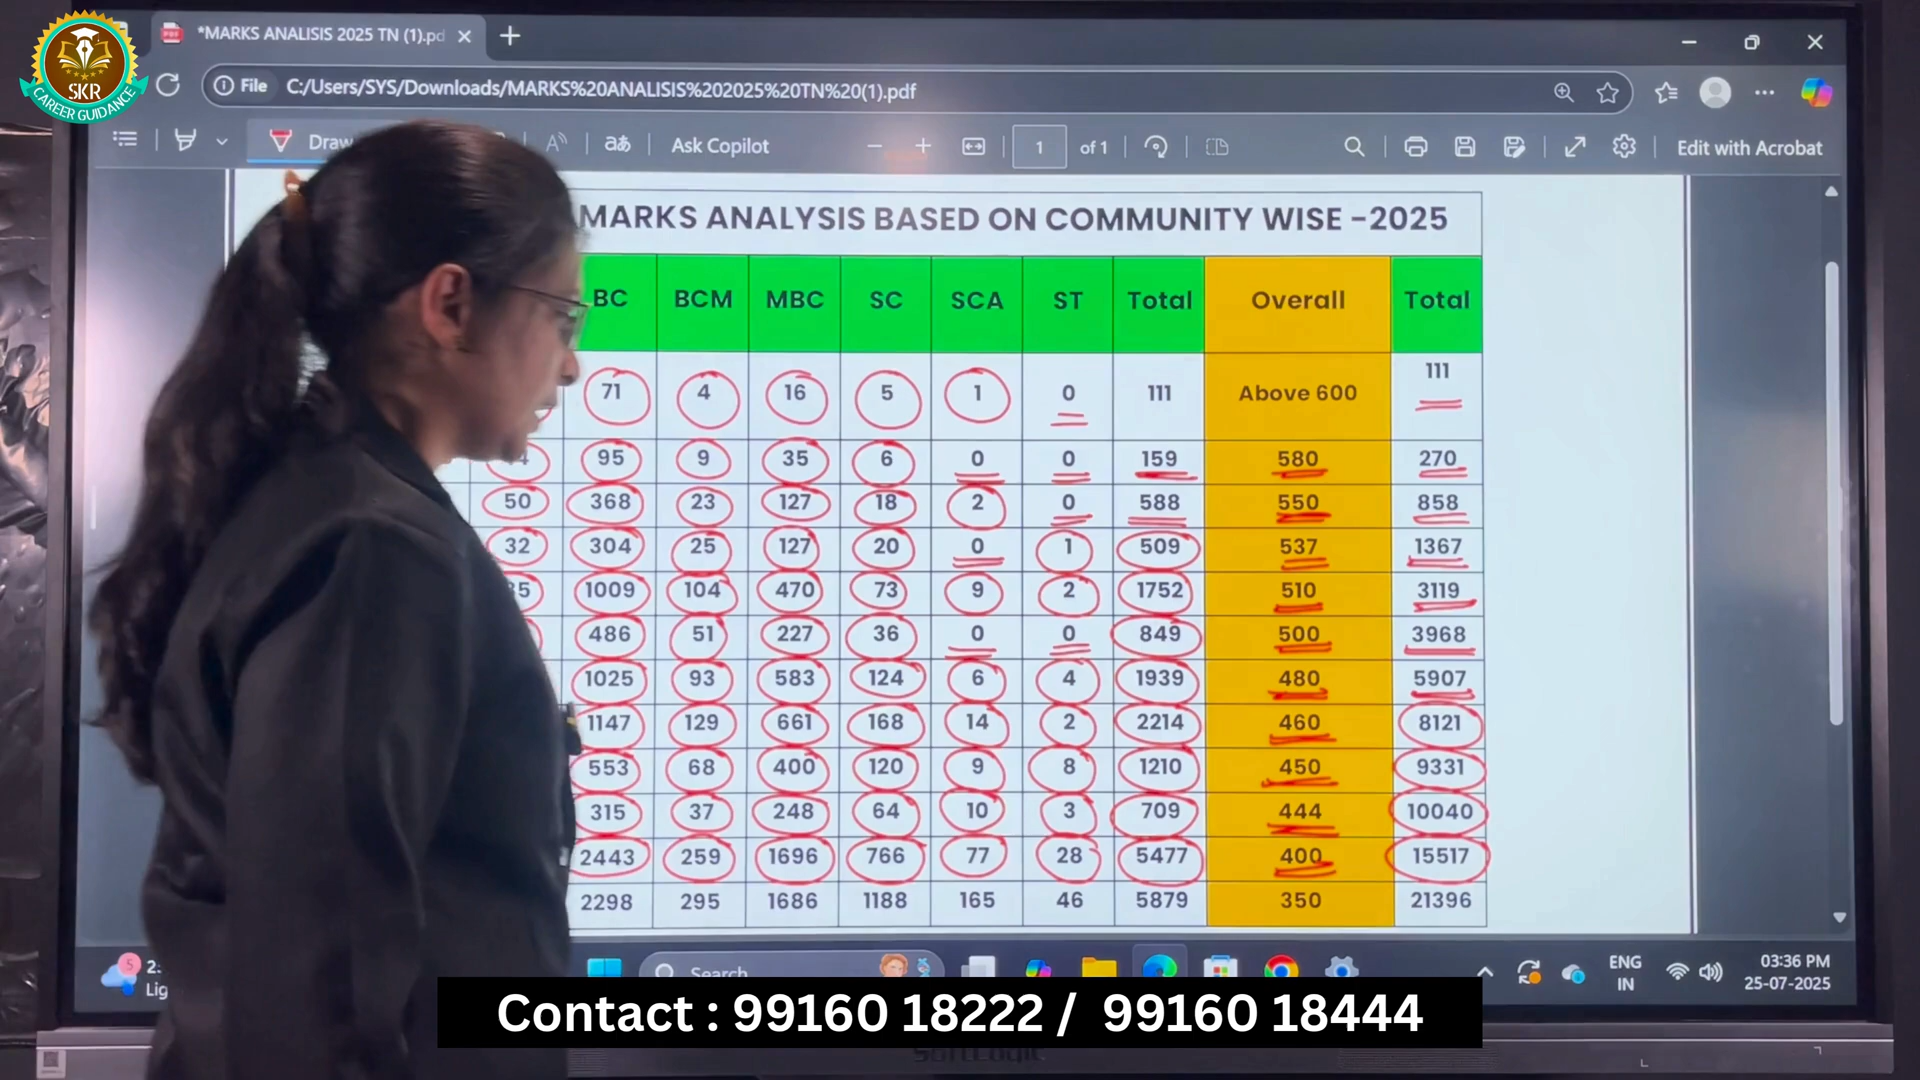 *MARKS ANALISIS 2025 TN (1).pd
SKR
CAREER GUIDANCE
File C:/Users/SYS/Downloads/MARKS%20ANALISIS%202025%20TN%20(1).pdf
Draw Ask Copilot 1 of 1 Edit with Acrobat
MARKS ANALYSIS BASED ON COMMUNITY WISE -2025
BC BCM MBC SC SCA ST Total Overall Total
71 4 16 5 1 0 111 Above 600 111
95 9 35 6 0 0 159 580 270
50 368 23 127 18 2 0 588 550 858
32 304 25 127 20 0 1 509 537 1367
1009 104 470 73 9 2 1752 510 3119
486 51 227 36 0 0 849 500 3968
1025 93 583 124 6 4 1939 480 5907
1147 129 661 168 14 2 2214 460 8121
553 68 400 120 9 8 1210 450 9331
315 37 248 64 10 3 709 444 10040
2443 259 1696 766 77 28 5477 400 15517
2298 295 1686 1188 165 46 5879 350 21396
5
Search
ENG
IN
03:36 PM
25-07-2025
Contact : 99160 18222 / 99160 18444